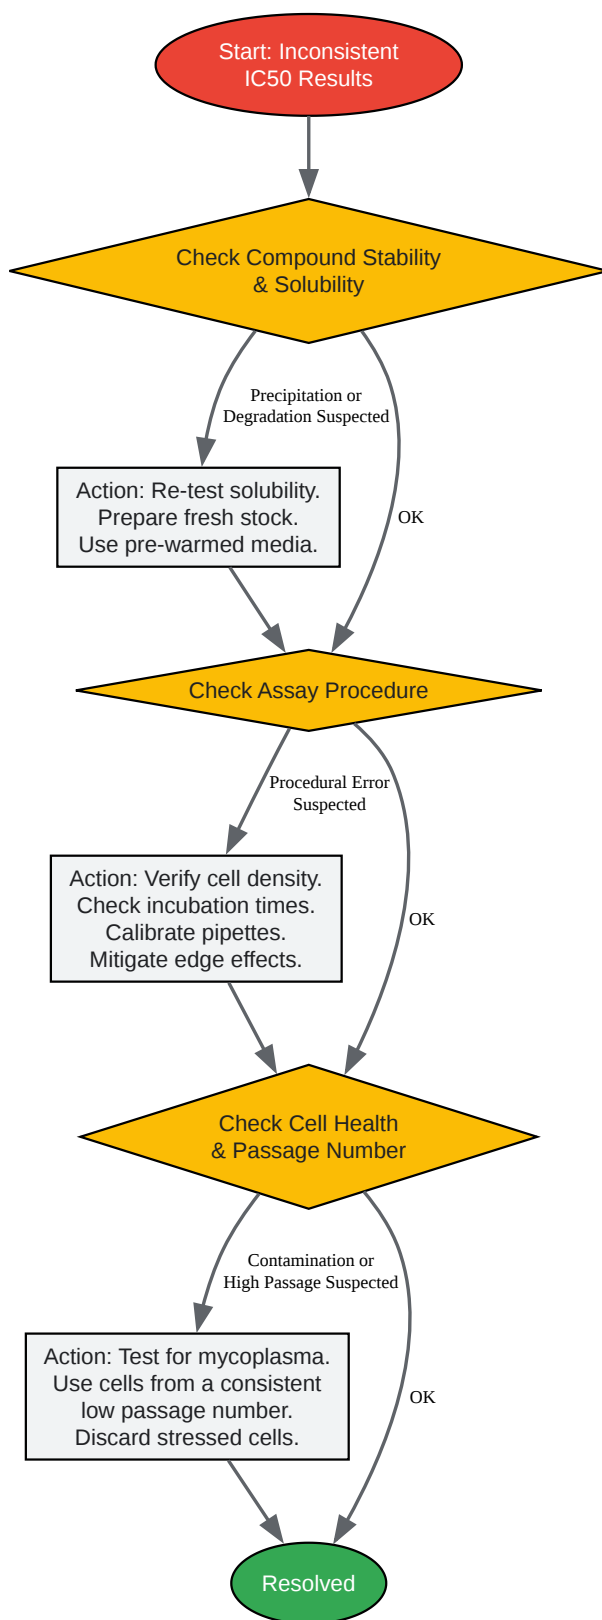 Start: Inconsistent
IC50 Results
Check Compound Stability
& Solubility
Precipitation or
Degradation Suspected
Action: Re-test solubility.
Prepare fresh stock.
Use pre-warmed media.
OK
Check Assay Procedure
Procedural Error
Suspected
Action: Verify cell density.
Check incubation times.
Calibrate pipettes.
Mitigate edge effects.
OK
Check Cell Health
& Passage Number
Contamination or
High Passage Suspected
Action: Test for mycoplasma.
Use cells from a consistent
low passage number.
Discard stressed cells.
OK
Resolved